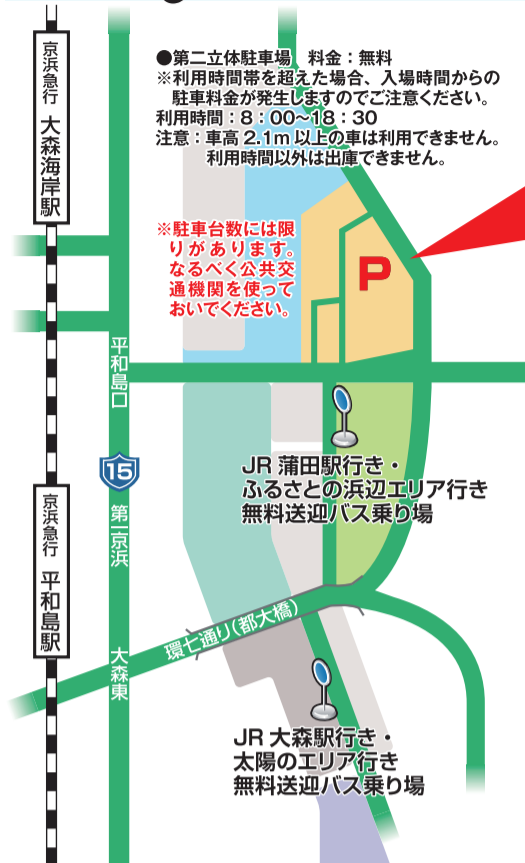 ●第二立体駐車場　料金：無料
※利用時間帯を超えた場合、入場時間からの
駐車料金が発生しますのでご注意ください。
利用時間：8：00～18：30
注意：車高 2.1m 以上の車は利用できません。
利用時間以外は出庫できません。
京浜急行 大森海岸駅
※駐車台数には限
りがあります。
なるべく公共交
通機関を使って
おいでください。
P
平和島口
JR 蒲田駅行き・
ふるさとの浜辺エリア行き
無料送迎バス乗り場
15
第一京浜
京浜急行 平和島駅
環七通り（都大橋）
大森東
JR 大森駅行き・
太陽のエリア行き
無料送迎バス乗り場